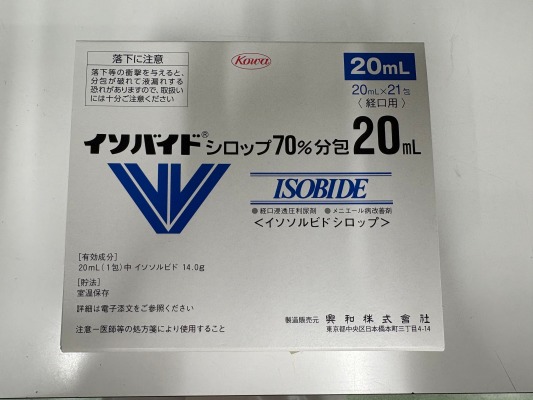 落下に注意
落下等の衝撃を与えると、
分包が破れて液漏れする
恐れがありますので、取扱い
には十分ご注意ください
Kowa
20mL
20mL×21包
〈経口用〉
イソバイド®シロップ70%分包20mL
ISOBIDE
●経口浸透圧利尿剤 ●メニエール病改善剤
<イソソルビドシロップ>
[有効成分]
20mL(1包)中 イソソルビド 14.0g
[貯法]
室温保存
詳細は電子添文をご参照ください
注意-医師等の処方箋により使用すること
製造販売元 興和株式会社
東京都中央区日本橋本町三丁目4-14